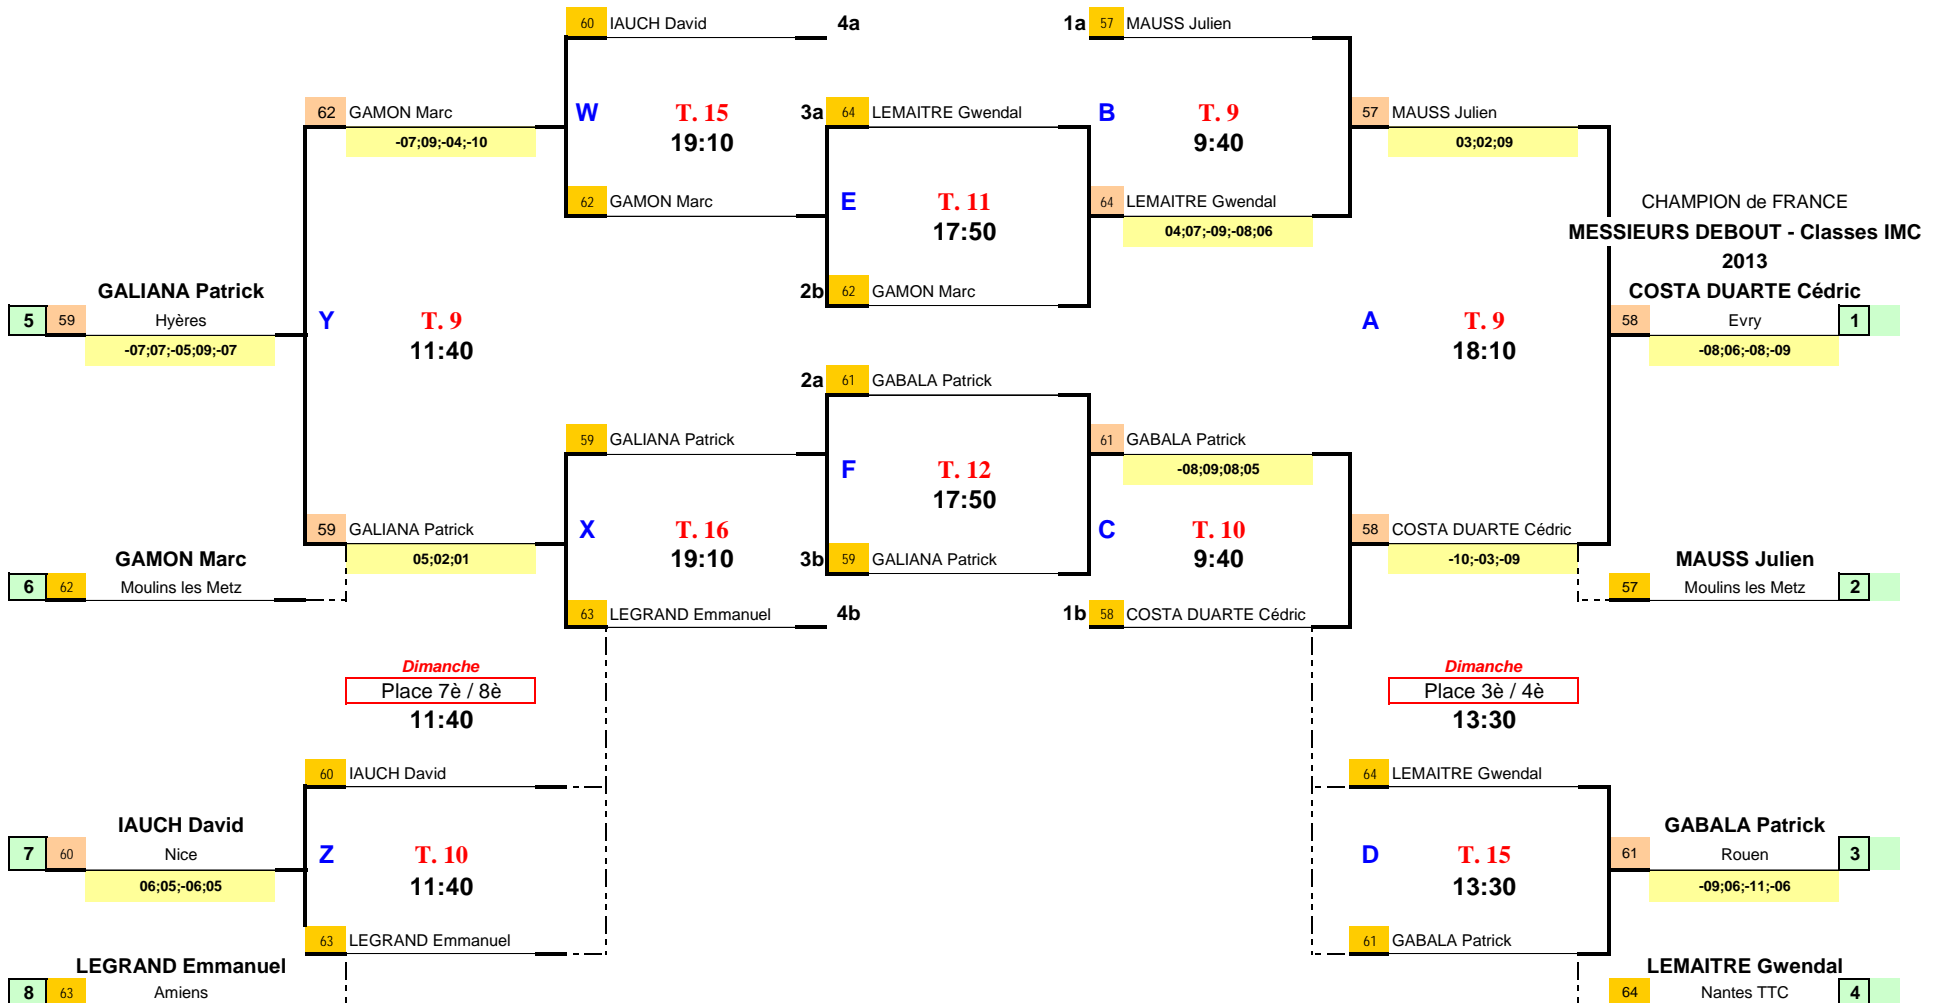 60 IAUCH David 4a 1a 57 MAUSS Julien
62 GAMON Marc W T. 15 3a 64 LEMAITRE Gwendal B T. 9 57 MAUSS Julien
-07;09;-04;-10 19:10 9:40 03;02;09
62 GAMON Marc E T. 11 64 LEMAITRE Gwendal CHAMPION de FRANCE
17:50 04;07;-09;-08;06 MESSIEURS DEBOUT - Classes IMC
2013
GALIANA Patrick 2b 62 GAMON Marc COSTA DUARTE Cédric
5 59 Hyères Y T. 9 A T. 9 58 Evry 1
-07;07;-05;09;-07 11:40 18:10 -08;06;-08;-09
2a 61 GABALA Patrick
59 GALIANA Patrick 61 GABALA Patrick
F T. 12 -08;09;08;05
17:50
59 GALIANA Patrick X T. 16 C T. 10 58 COSTA DUARTE Cédric
GAMON Marc 05;02;01 19:10 3b 59 GALIANA Patrick 9:40 -10;-03;-09 MAUSS Julien
6 62 Moulins les Metz 57 Moulins les Metz 2
63 LEGRAND Emmanuel 4b 1b 58 COSTA DUARTE Cédric
Dimanche Dimanche
Place 7è / 8è Place 3è / 4è
11:40 13:30
60 IAUCH David 64 LEMAITRE Gwendal
IAUCH David GABALA Patrick
7 60 Nice Z T. 10 D T. 15 61 Rouen 3
06;05;-06;05 11:40 13:30 -09;06;-11;-06
63 LEGRAND Emmanuel 61 GABALA Patrick
LEGRAND Emmanuel LEMAITRE Gwendal
8 63 Amiens 64 Nantes TTC 4